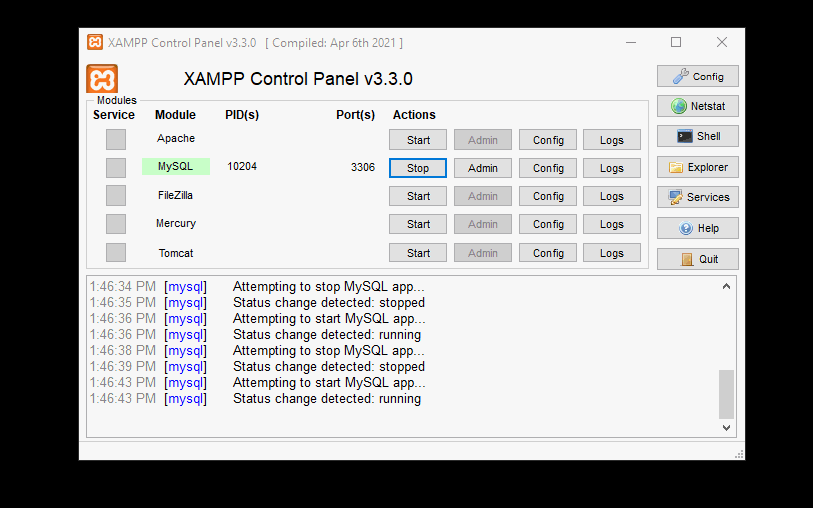 XAMPP Control Panel v3.3.0 [ Compiled: Apr 6th 2021 ]
XAMPP Control Panel v3.3.0
Config
Modules
Netstat
Service Module PID(s) Port(s) Actions
Apache Start Admin Config Logs
Shell
MySQL 10204 3306 Stop Admin Config Logs
Explorer
FileZilla Start Admin Config Logs
Services
Mercury Start Admin Config Logs
Help
Tomcat Start Admin Config Logs
Quit
1:46:34 PM [mysql] Attempting to stop MySQL app...
1:46:35 PM [mysql] Status change detected: stopped
1:46:36 PM [mysql] Attempting to start MySQL app...
1:46:36 PM [mysql] Status change detected: running
1:46:38 PM [mysql] Attempting to stop MySQL app...
1:46:39 PM [mysql] Status change detected: stopped
1:46:43 PM [mysql] Attempting to start MySQL app...
1:46:43 PM [mysql] Status change detected: running